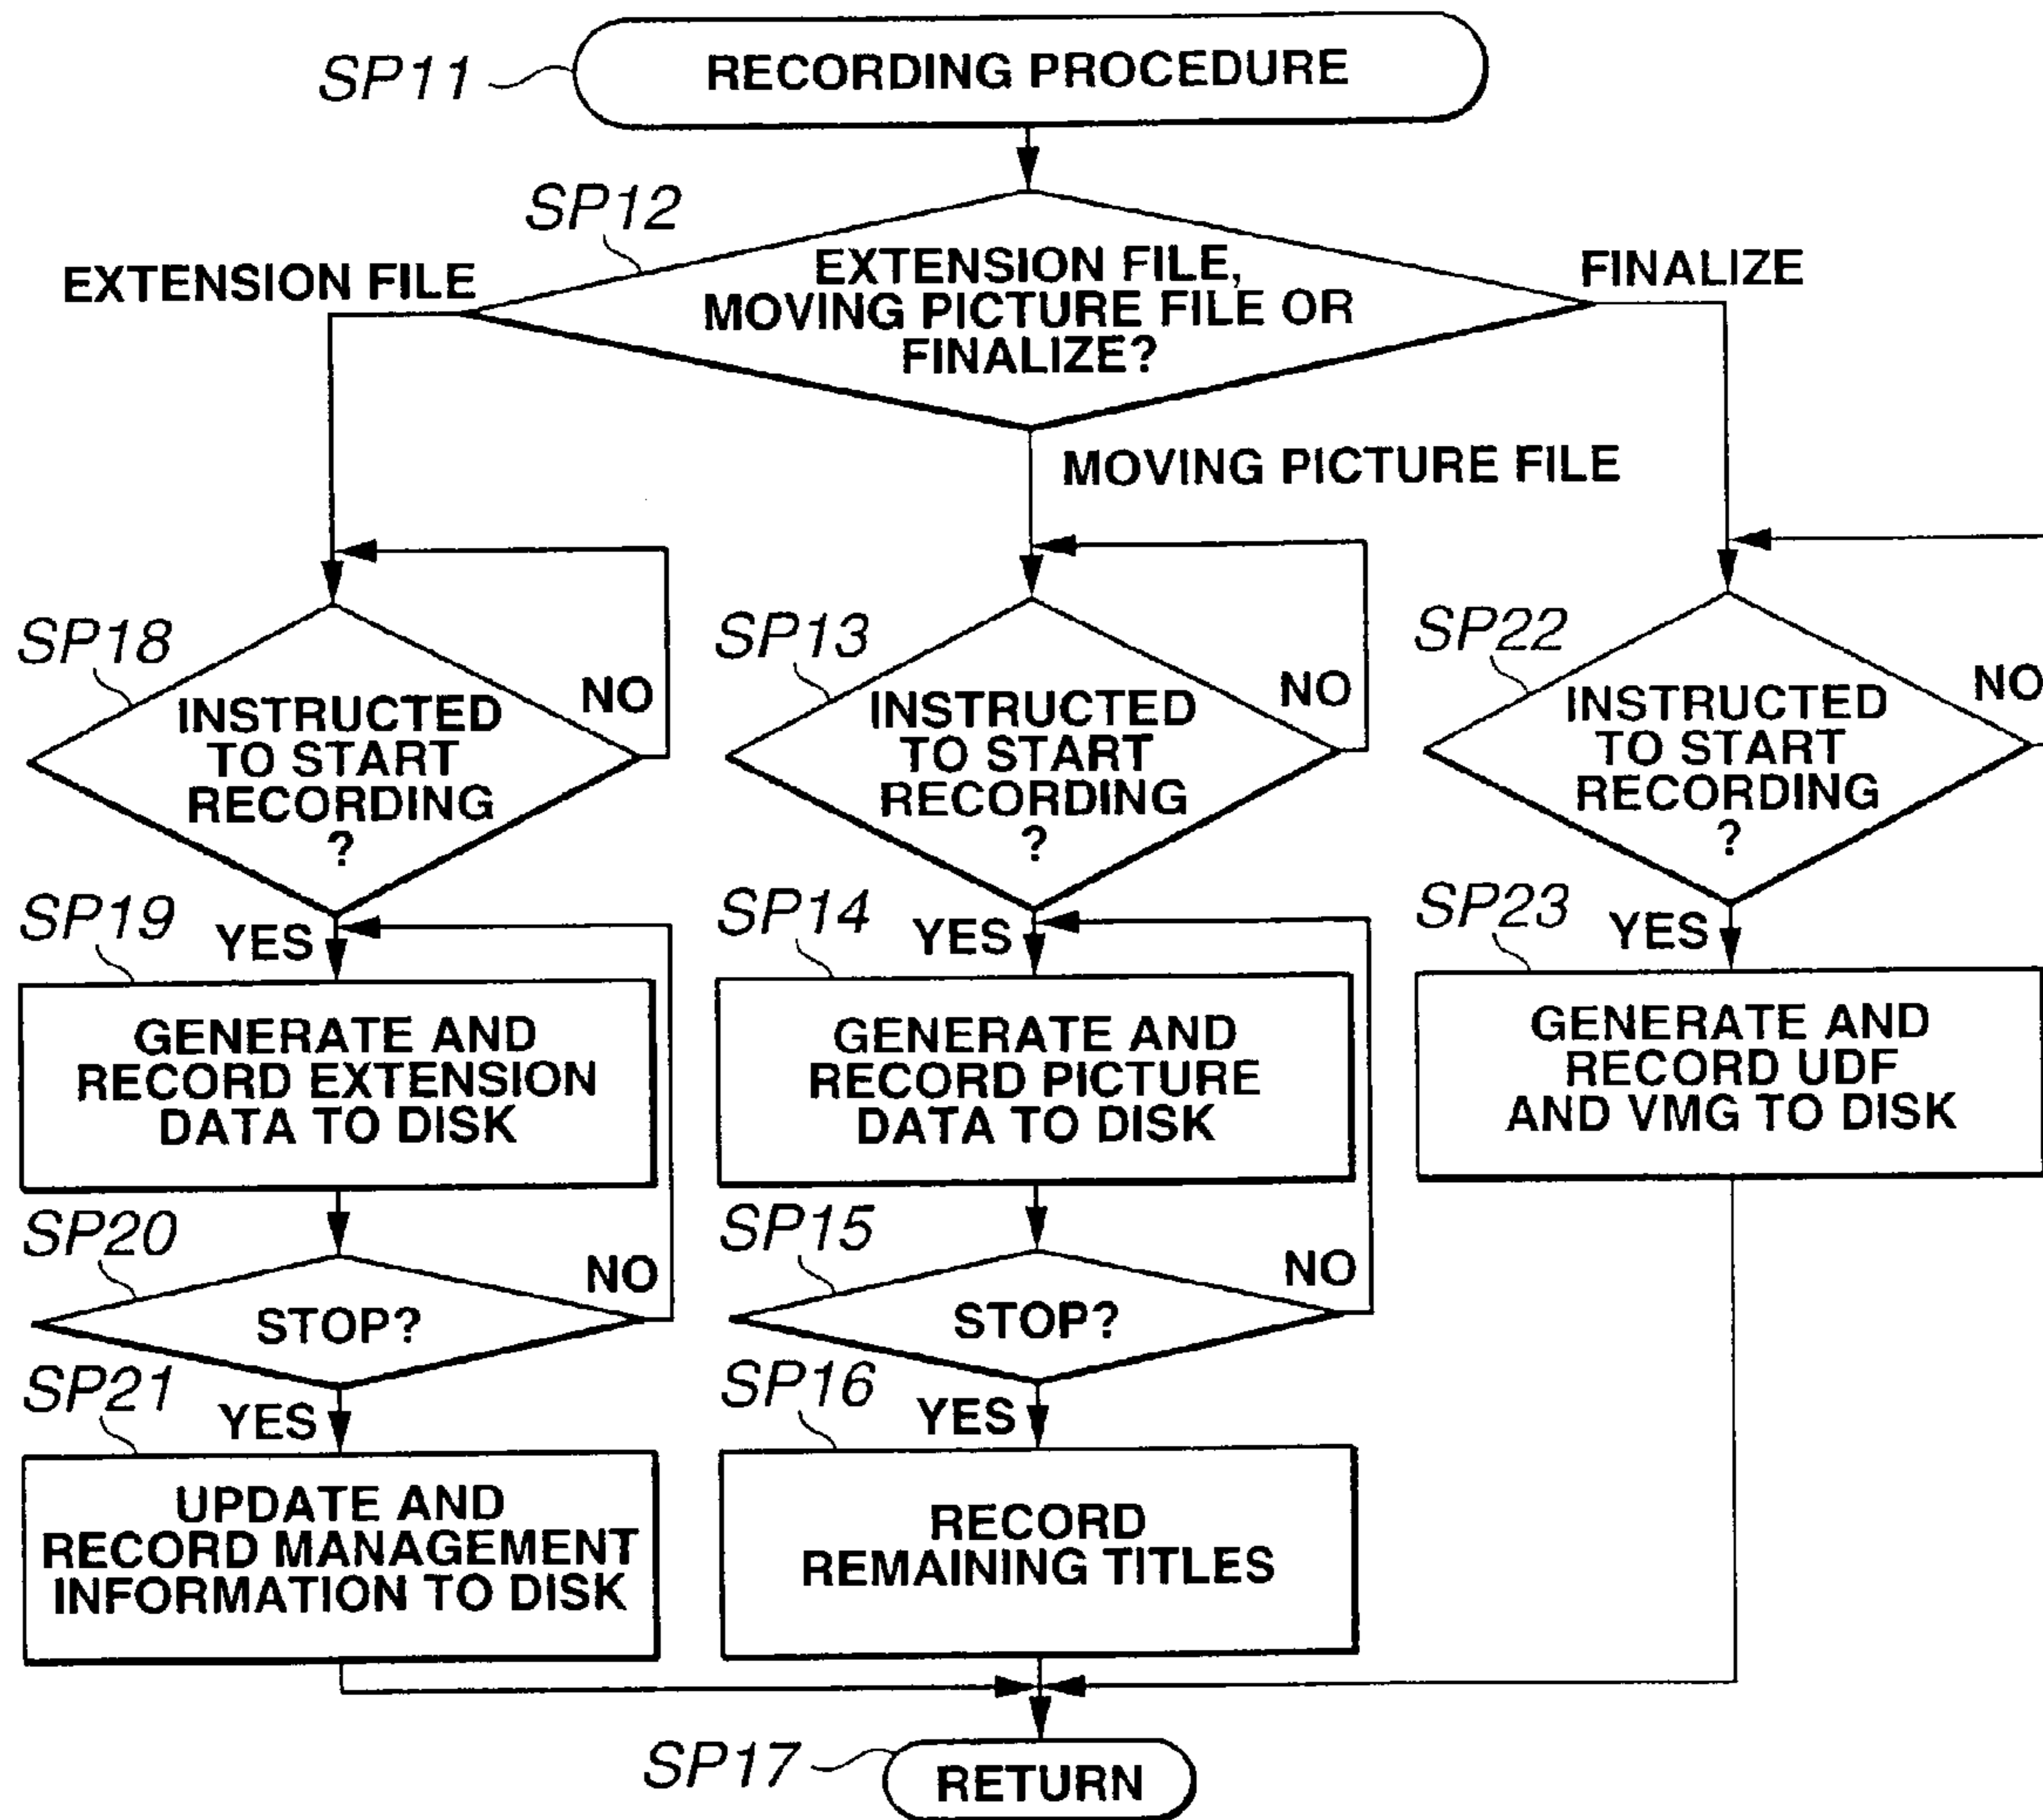 SP11
RECORDING PROCEDURE
SP12
EXTENSION FILE
EXTENSION FILE,
MOVING PICTURE FILE OR
FINALIZE?
FINALIZE
MOVING PICTURE FILE
SP18
INSTRUCTED
TO START
RECORDING
?
NO
SP13
INSTRUCTED
TO START
RECORDING
?
NO
SP22
INSTRUCTED
TO START
RECORDING
?
NO
SP19
YES
GENERATE AND
RECORD EXTENSION
DATA TO DISK
SP14
YES
GENERATE AND
RECORD PICTURE
DATA TO DISK
SP23
YES
GENERATE AND
RECORD UDF
AND VMG TO DISK
SP20
STOP?
NO
SP15
STOP?
NO
SP21
YES
UPDATE AND
RECORD MANAGEMENT
INFORMATION TO DISK
SP16
YES
RECORD
REMAINING TITLES
SP17
RETURN